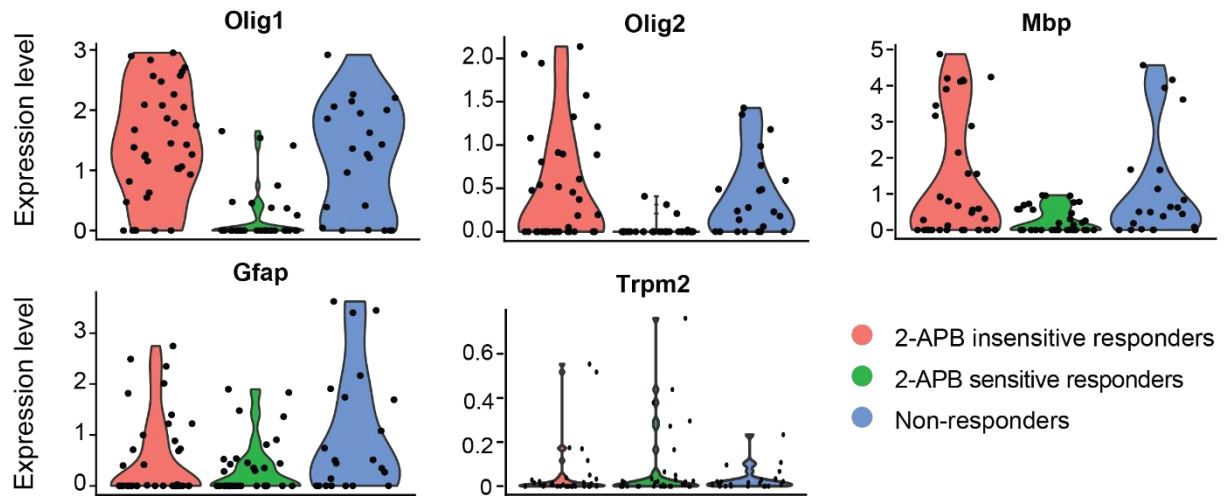 Olig1
Olig2
Mbp
Expression level
3
2
1
0
2.0
1.5
1.0
0.5
0.0
5
4
3
2
1
0
Gfap
Trpm2
Expression level
3
2
1
0
0.6
0.4
0.2
0
2-APB insensitive responders
2-APB sensitive responders
Non-responders